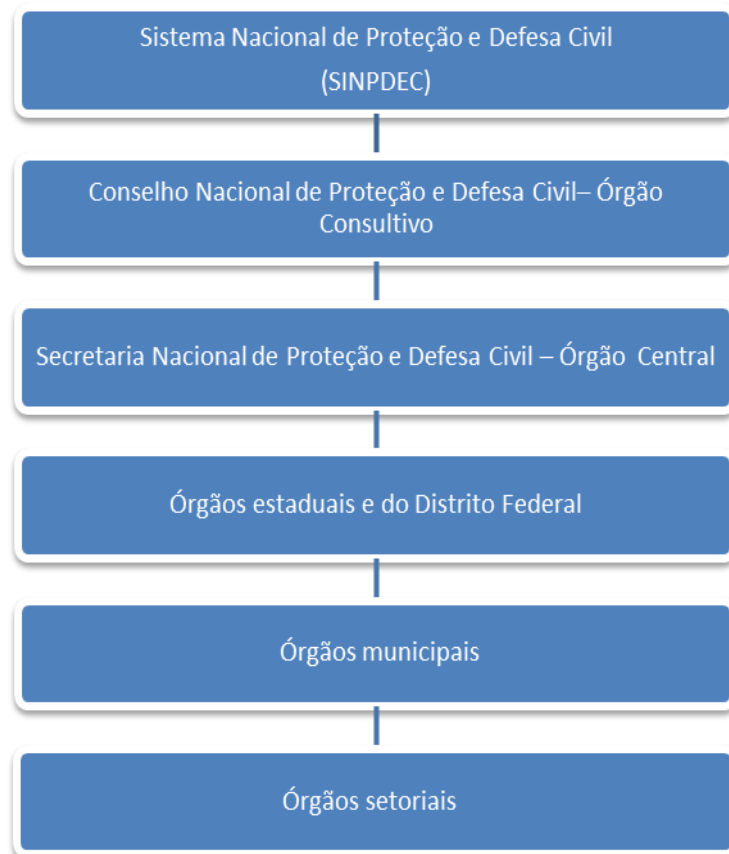 Sistema Nacional de Proteção e Defesa Civil
(SINPDEC)
Conselho Nacional de Proteção e Defesa Civil– Órgão
Consultivo
Secretaria Nacional de Proteção e Defesa Civil – Órgão Central
Órgãos estaduais e do Distrito Federal
Órgãos municipais
Órgãos setoriais